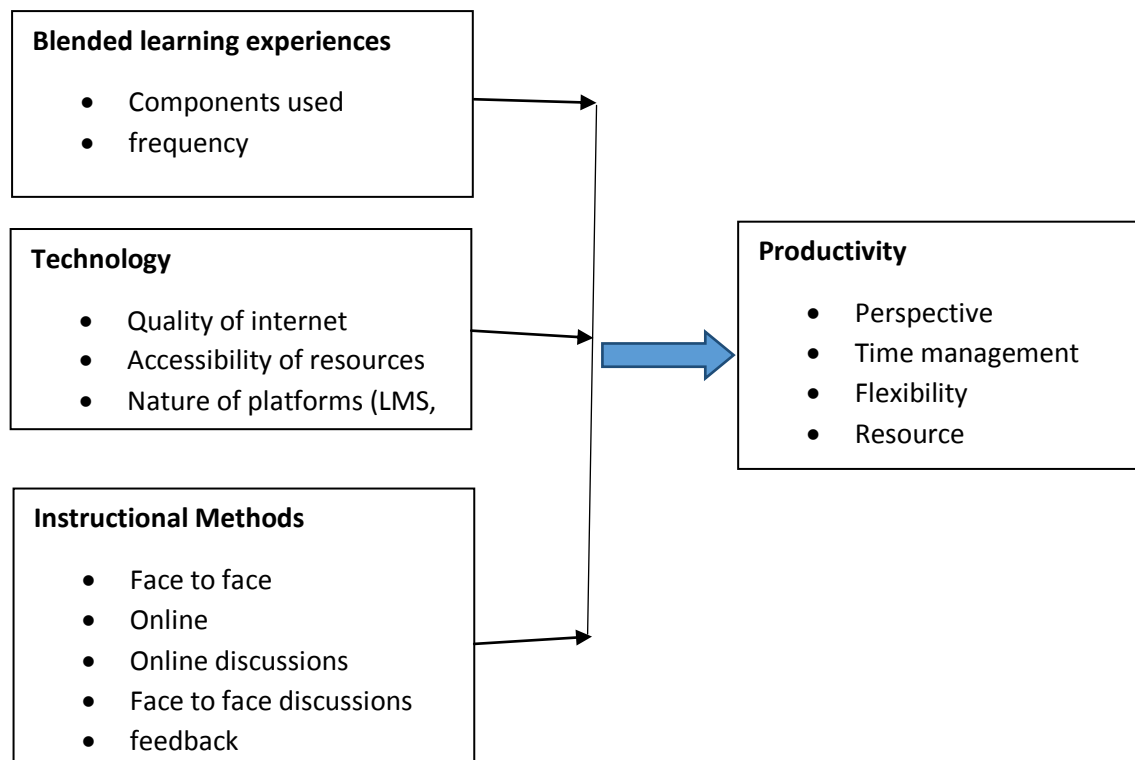 Blended learning experiences
• Components used
• frequency
Technology
• Quality of internet
• Accessibility of resources
• Nature of platforms (LMS,
Instructional Methods
• Face to face
• Online
• Online discussions
• Face to face discussions
• feedback
Productivity
• Perspective
• Time management
• Flexibility
• Resource